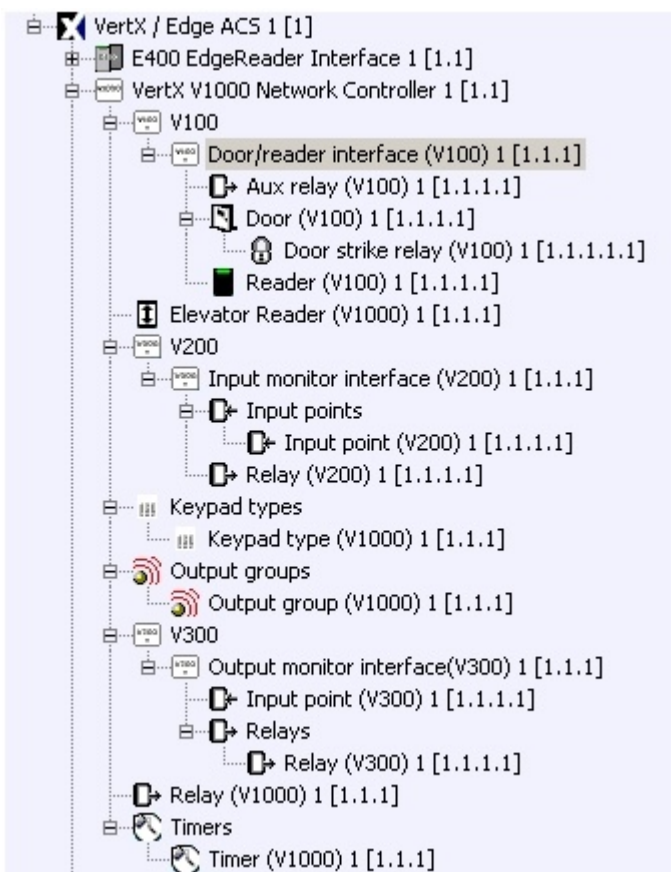 VertX / Edge ACS 1 [1]
E400 EdgeReader Interface 1 [1.1]
VertX V1000 Network Controller 1 [1.1]
V100
Door/reader interface (V100) 1 [1.1.1]
Aux relay (V100) 1 [1.1.1.1]
Door (V100) 1 [1.1.1.1]
Door strike relay (V100) 1 [1.1.1.1.1]
Reader (V100) 1 [1.1.1.1]
Elevator Reader (V1000) 1 [1.1.1]
V200
Input monitor interface (V200) 1 [1.1.1]
Input points
Input point (V200) 1 [1.1.1.1]
Relay (V200) 1 [1.1.1.1]
Keypad types
Keypad type (V1000) 1 [1.1.1]
Output groups
Output group (V1000) 1 [1.1.1]
V300
Output monitor interface(V300) 1 [1.1.1]
Input point (V300) 1 [1.1.1.1]
Relays
Relay (V300) 1 [1.1.1.1]
Relay (V1000) 1 [1.1.1]
Timers
Timer (V1000) 1 [1.1.1]